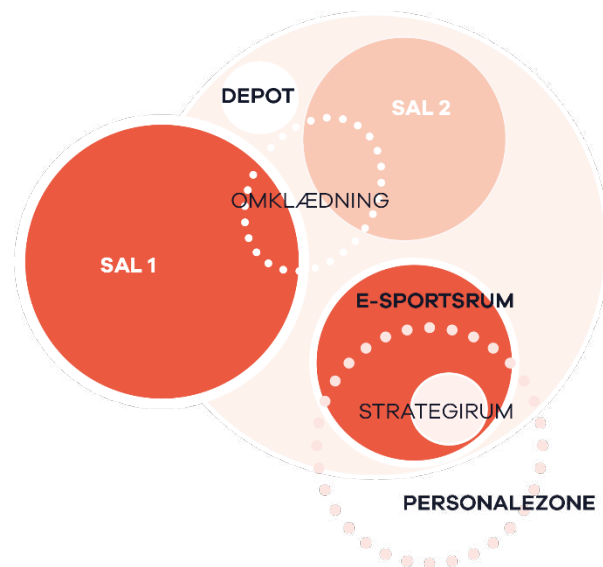 DEPOT
SAL 2
OMKLÆDNING
SAL 1
E-SPORTSRUM
STRATEGIRUM
PERSONALEZONE